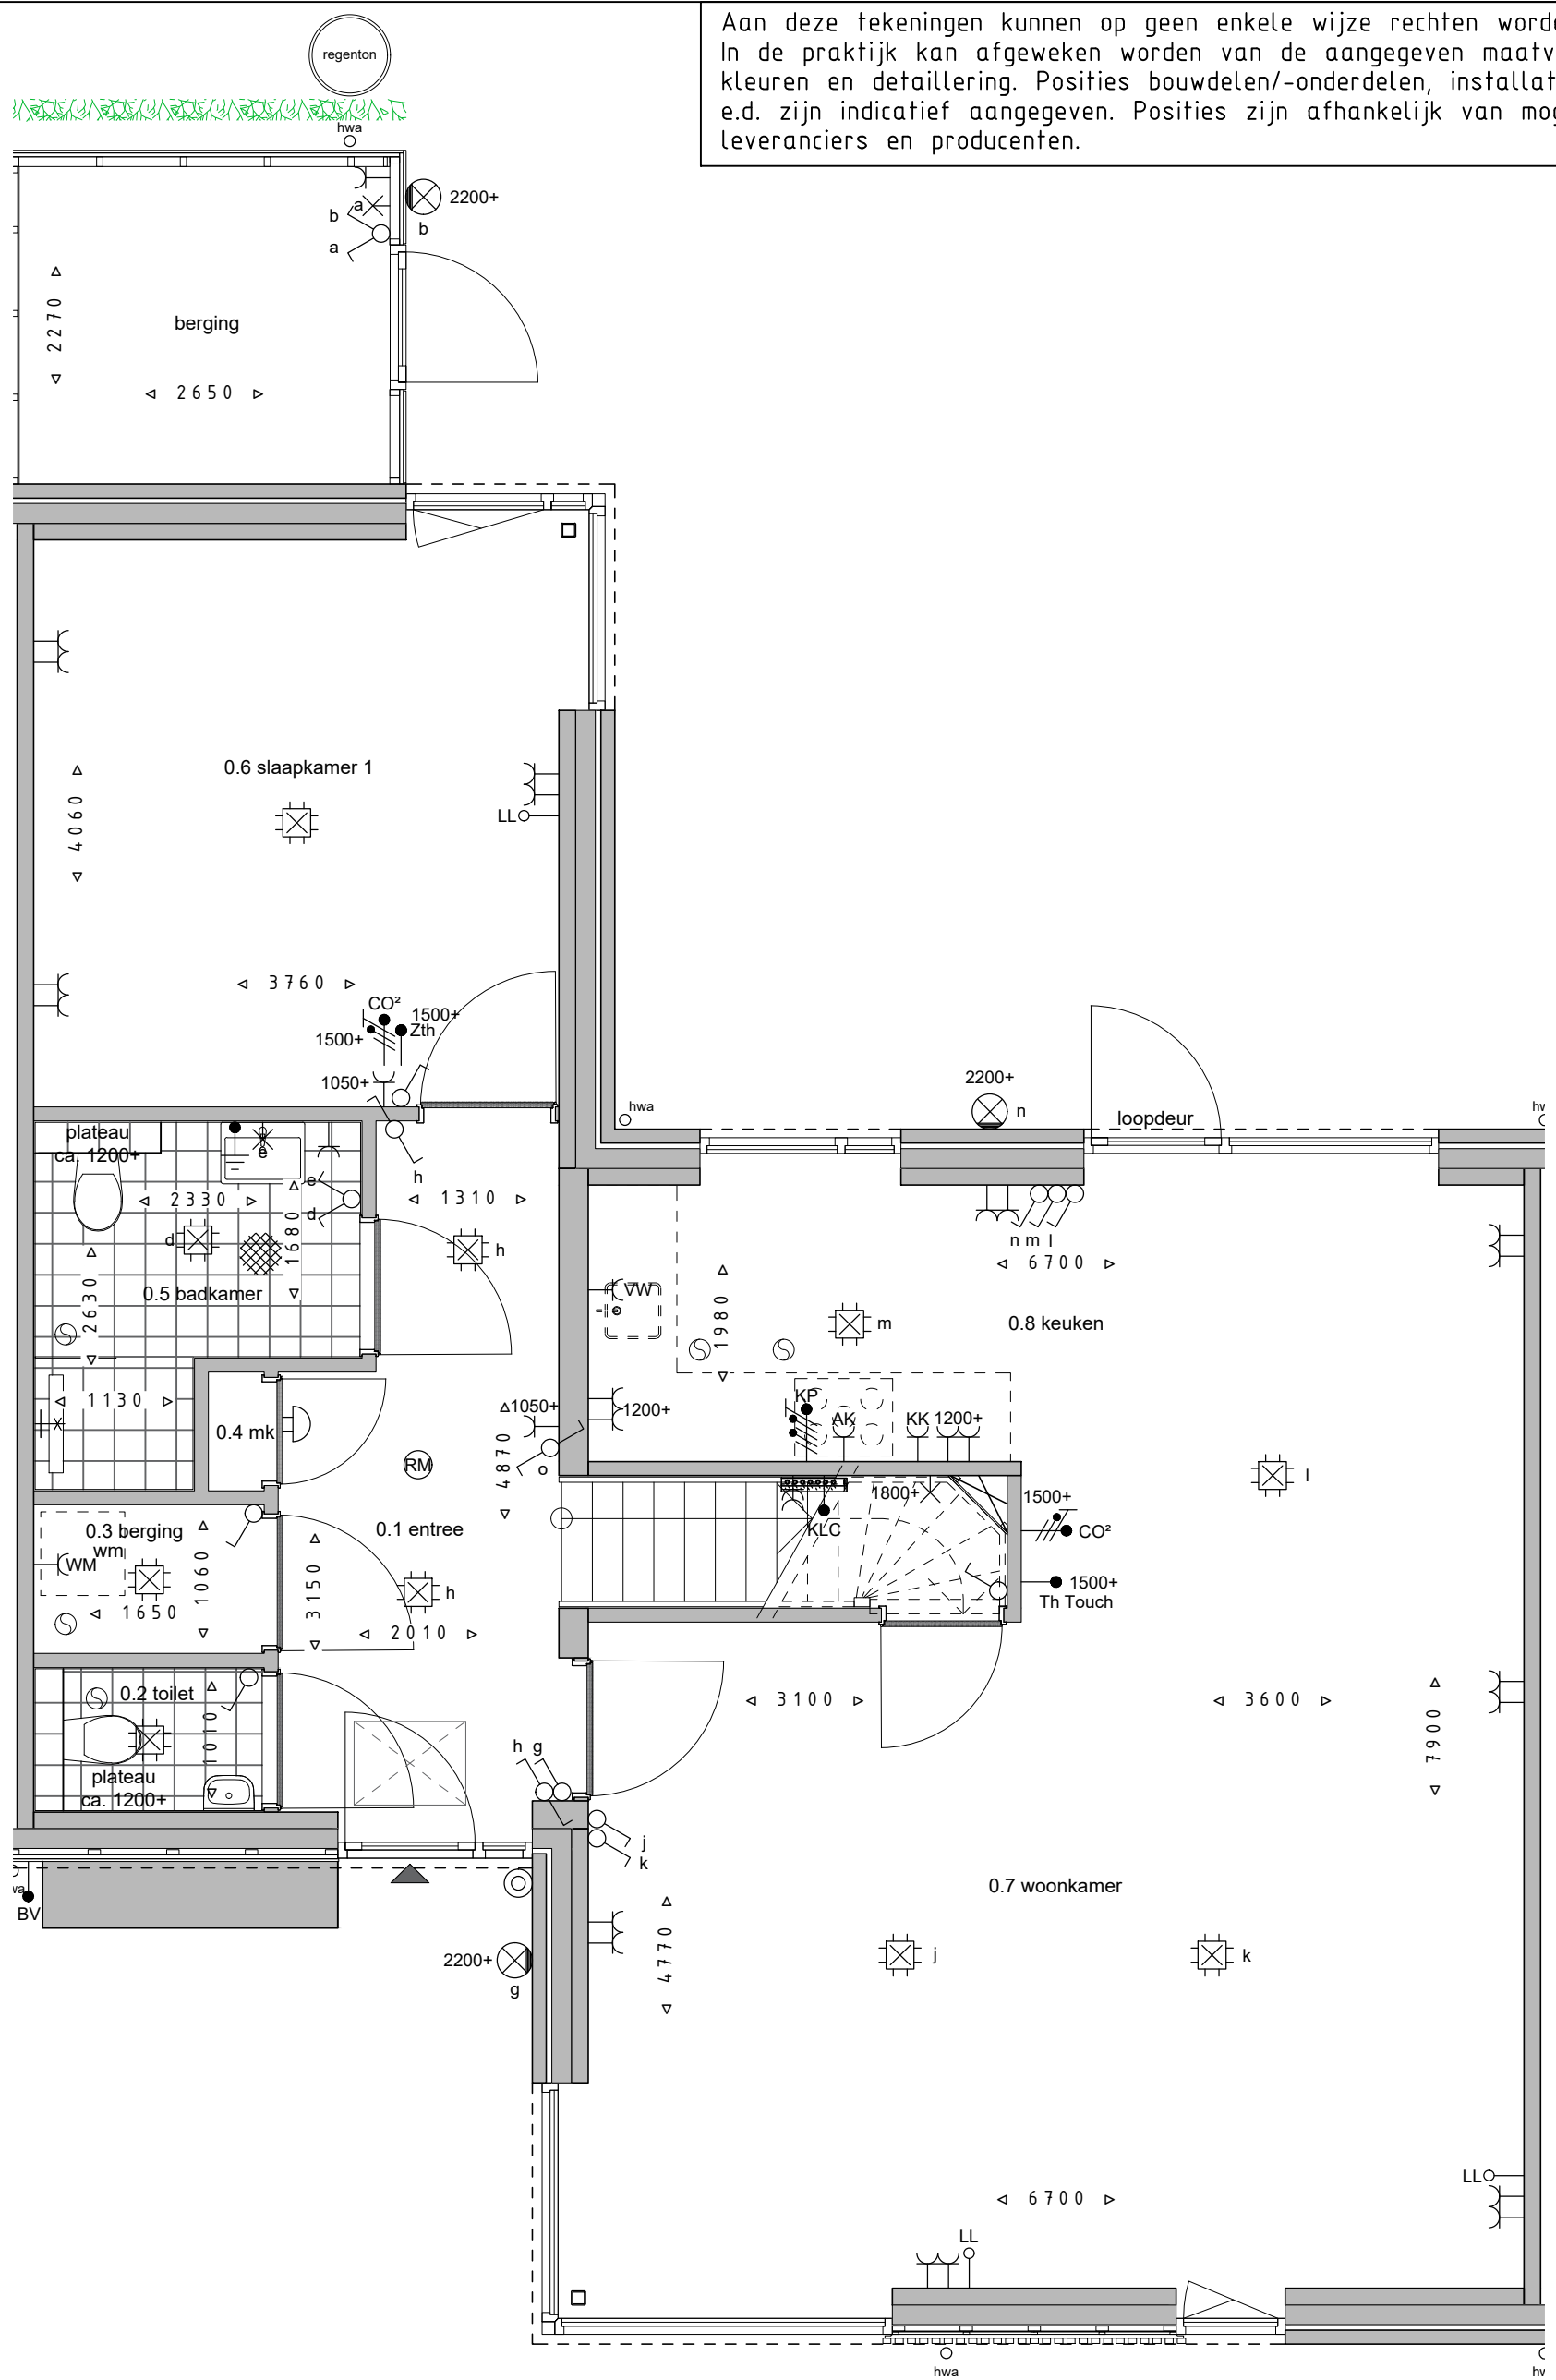 Aan deze tekeningen kunnen op geen enkele wijze rechten
In de praktijk kan afgeweken worden van de aangegeven
kleuren en detaillering. Posities bouwdelen/-onderdelen,
e.d. zijn indicatief aangegeven. Posities zijn afhankelijk van
leveranciers en producenten.
regenton
hwa
2200+
b
a
b
a
2270
berging
2650
0.6 slaapkamer 1
LL
4060
3760
CO²
1500+
Zth
1500+
1050+
2200+
n
loopdeur
hwa
plateau
ca. 1200+
e
e
d
h
2330
1680
1310
d
h
n m l
6700
2630
0.5 badkamer
VW
1980
m
0.8 keuken
1130
1050+
1200+
KP
AK
KK 1200+
0.4 mk
4870
o
RM
l
1800+
1500+
KLC
CO²
0.3 berging
wm
0.1 entree
WM
1060
3150
h
1500+
Th Touch
1650
2010
0.2 toilet
1010
3100
3600
7900
plateau
ca. 1200+
h g
j
k
BV
0.7 woonkamer
2200+
g
4770
j
k
LL
6700
LL
hwa